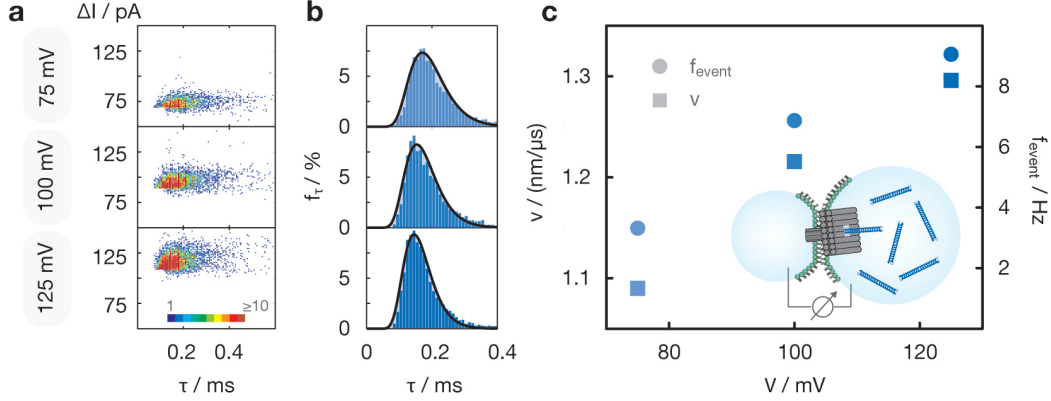 a
ΔI / pA
75 mV
125
75
100 mV
125
75
125 mV
125
75
1
≥10
0.2
0.4
τ / ms
b
5
0
5
0
5
0
0
0.2
0.4
f_τ / %
τ / ms
c
1.3
1.2
1.1
v / (nm/μs)
f_event
v
80
100
120
V / mV
8
6
4
2
f_event / Hz